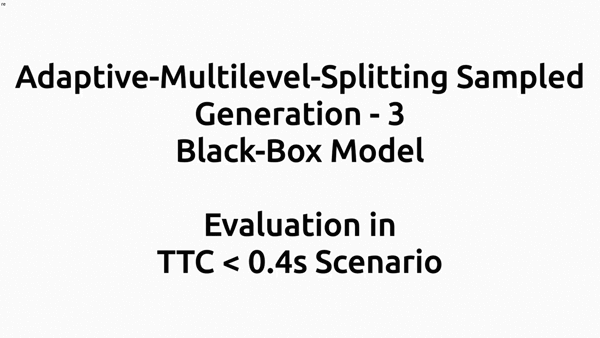 Adaptive-Multilevel-Splitting Sampled
Generation - 3
Black-Box Model
Evaluation in
TTC < 0.4s Scenario